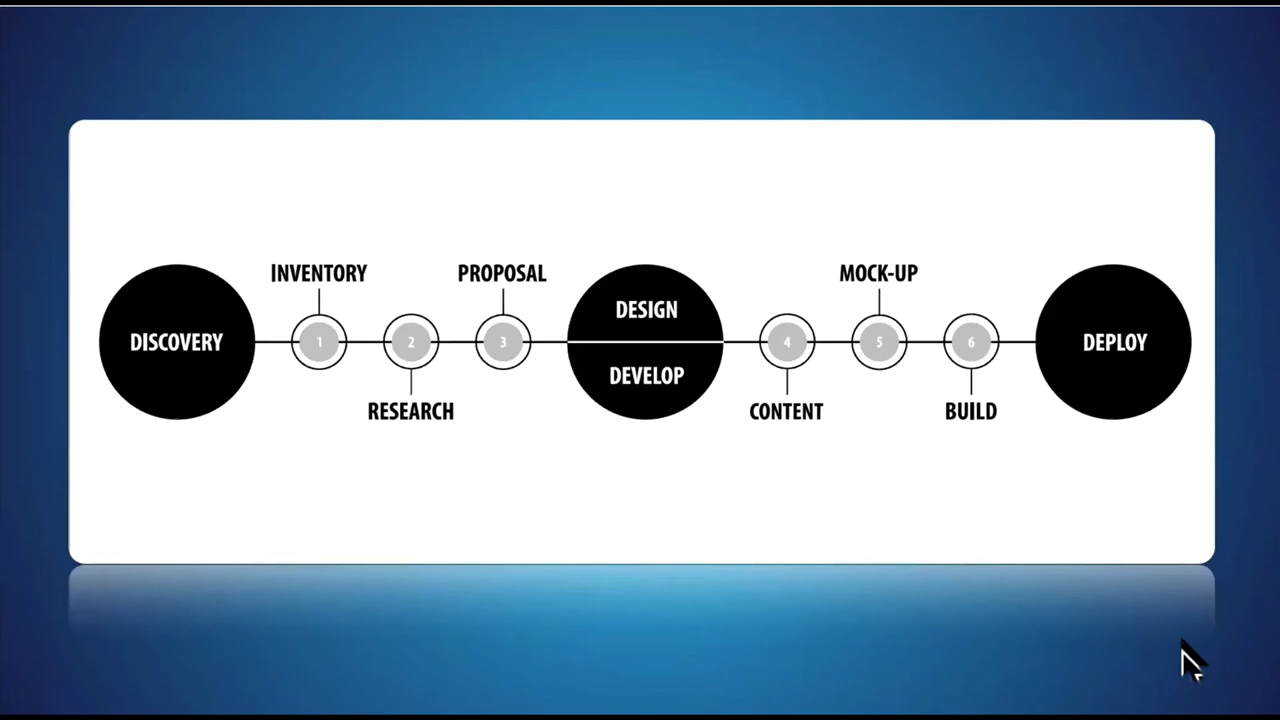 INVENTORY
PROPOSAL
MOCK-UP
DISCOVERY
1
2
3
DESIGN
DEVELOP
4
5
6
DEPLOY
RESEARCH
CONTENT
BUILD